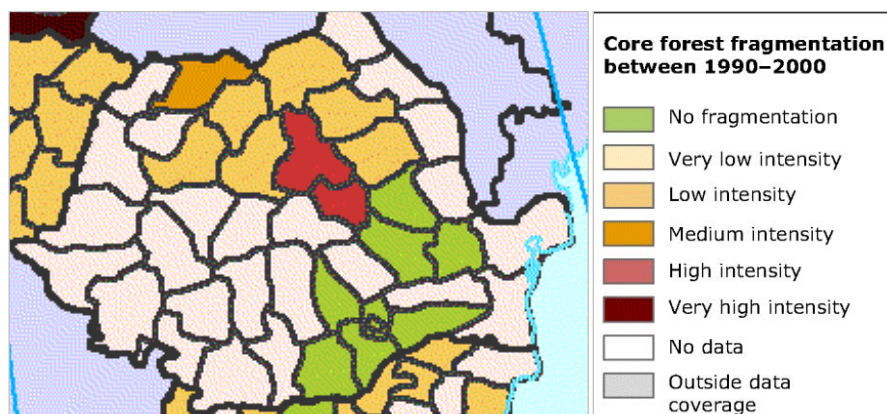 Core forest fragmentation
between 1990–2000
No fragmentation
Very low intensity
Low intensity
Medium intensity
High intensity
Very high intensity
No data
Outside data
coverage